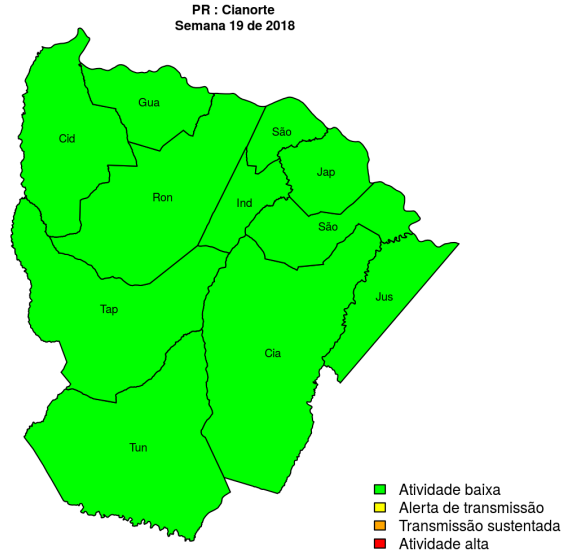 PR : Cianorte
Semana 19 de 2018
Gua
Cid
São
Jap
Ron
Ind
São
Jus
Tap
Cia
Tun
Atividade baixa
Alerta de transmissão
Transmissão sustentada
Atividade alta